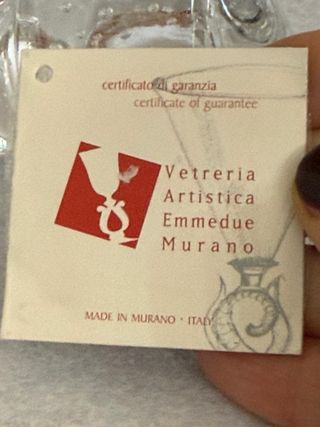 certificato di garanzia
certificate of guarantee
Vetreria
Artistica
Emmedue
Murano
MADE IN MURANO · ITALY